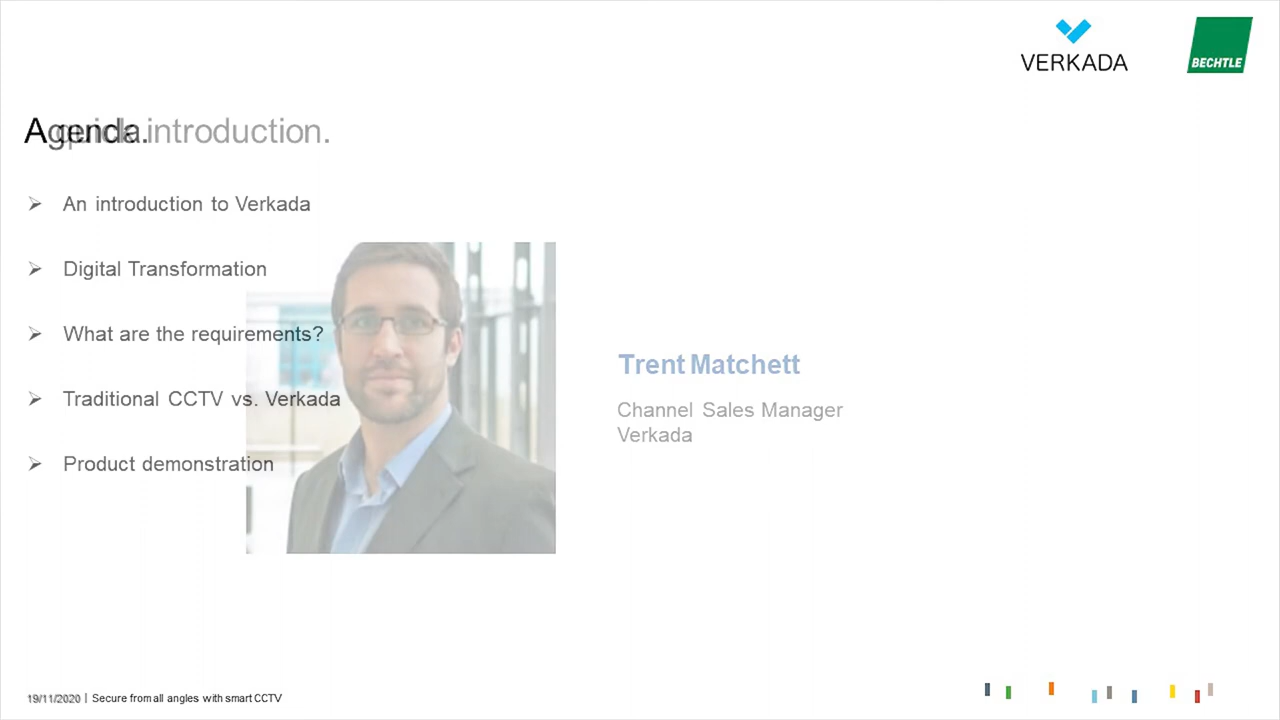 VERKADA
BECHTLE
Agenda.
A quick introduction.
An introduction to Verkada
Digital Transformation
What are the requirements?
Traditional CCTV vs. Verkada
Product demonstration
Trent Matchett
Channel Sales Manager
Verkada
19/11/2020 | Secure from all angles with smart CCTV